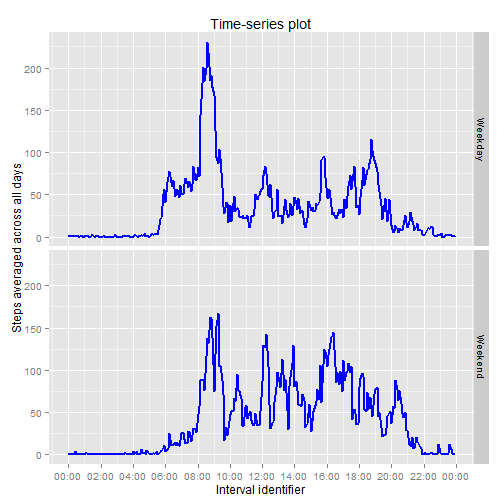 Time-series plot
Steps averaged across all days
200
150
100
50
0
Weekday
200
150
100
50
0
Weekend
00:00 02:00 04:00 06:00 08:00 10:00 12:00 14:00 16:00 18:00 20:00 22:00 00:00
Interval identifier